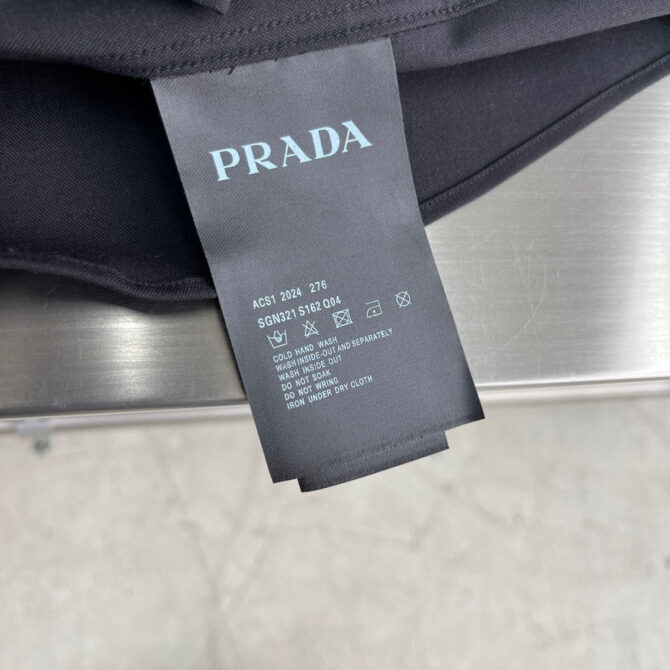 PRADA
ACS1 2024 276
SGN321 S162 Q04
COLD HAND WASH
WASH INSIDE-OUT AND SEPARATELY
WASH INSIDE OUT
DO NOT SOAK
DO NOT WRING
IRON UNDER DRY CLOTH